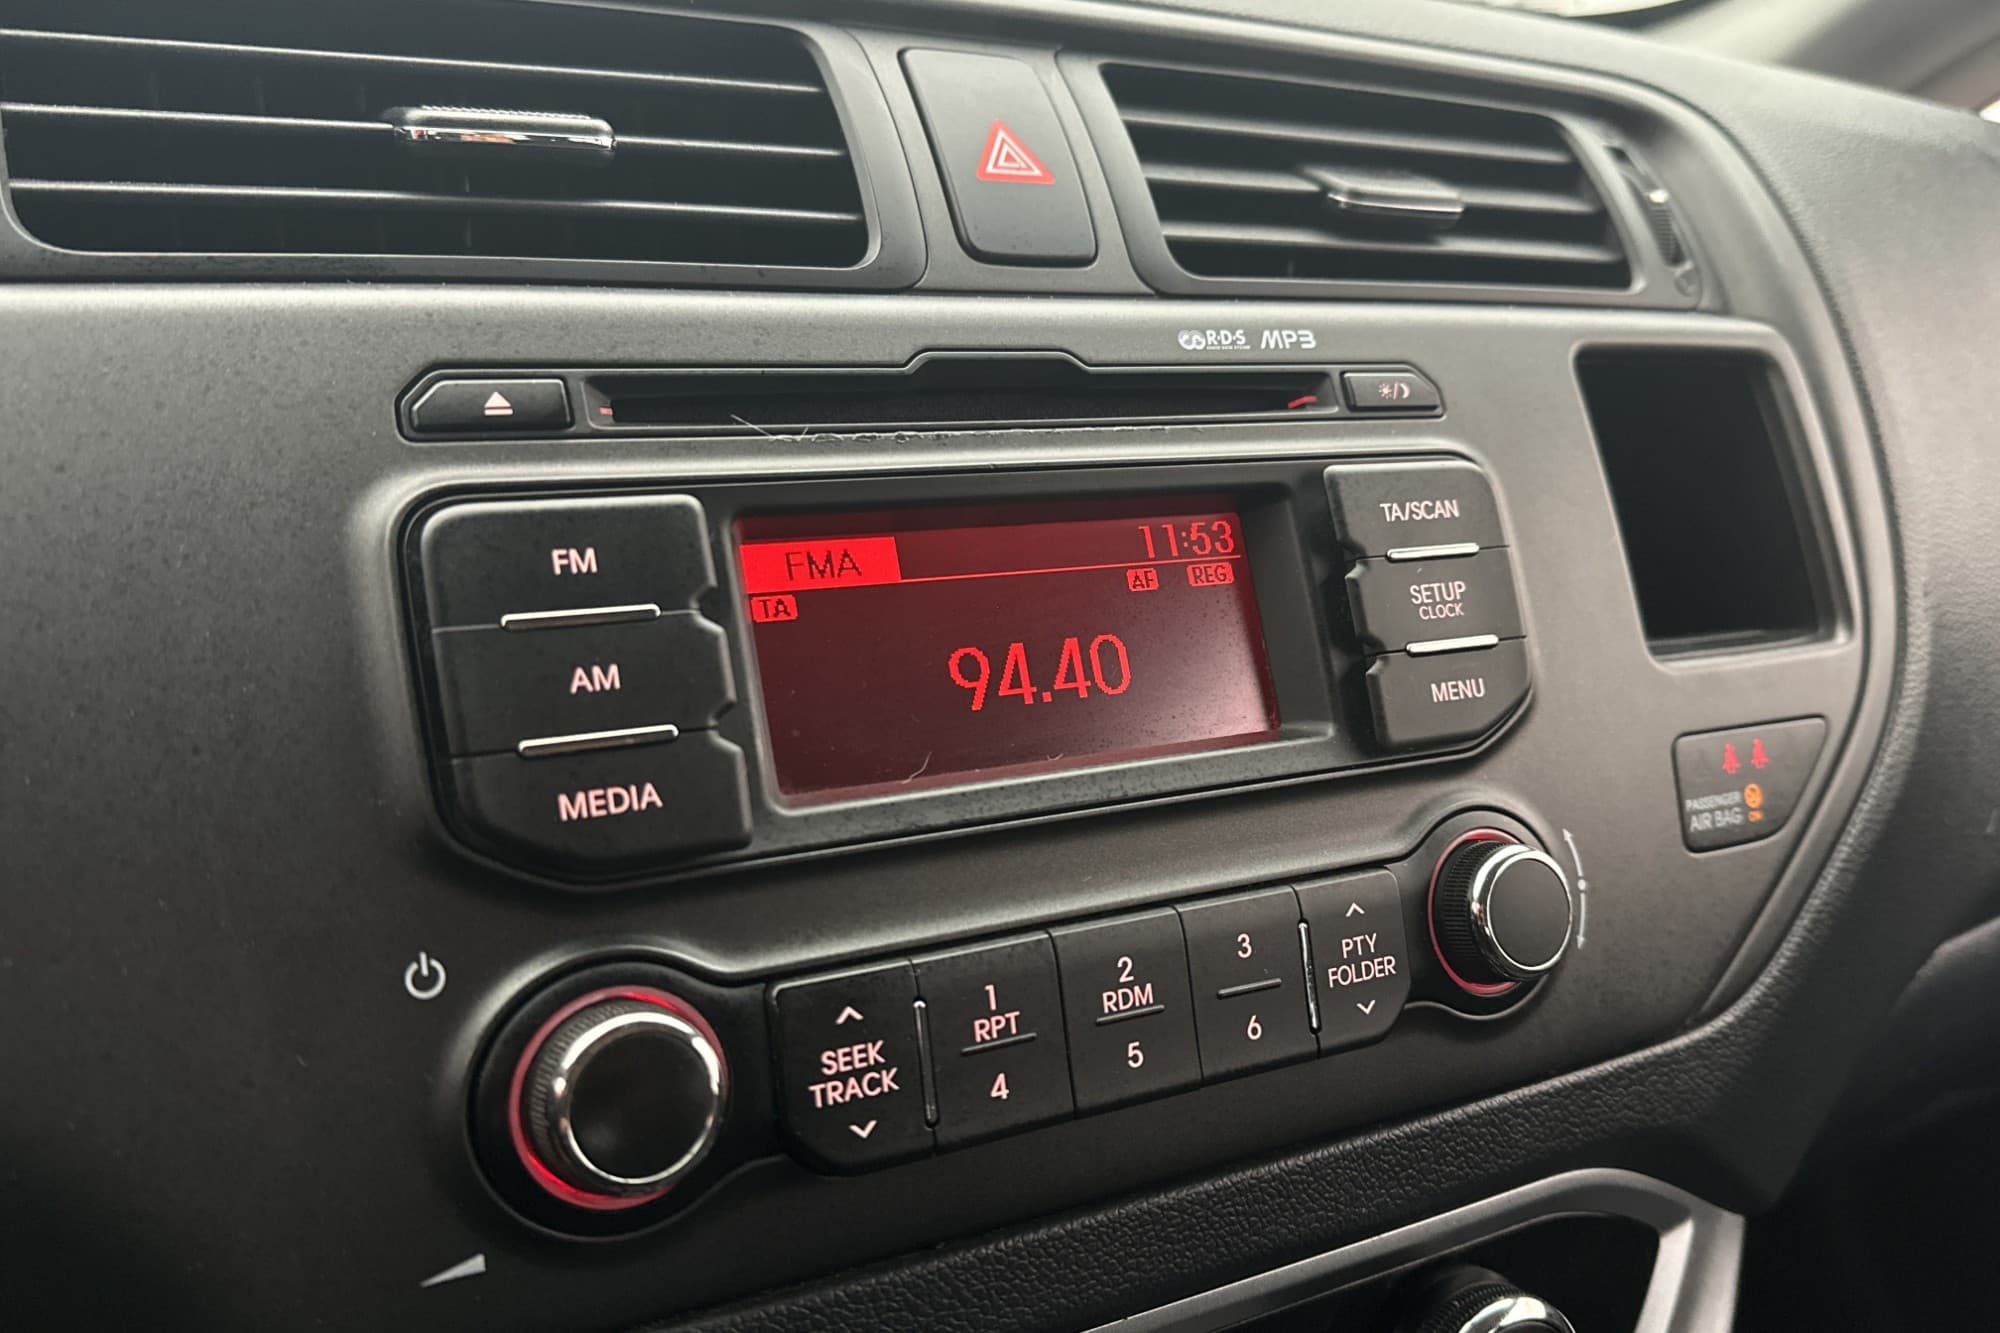 R·D·S MP3
TA/SCAN
FM
FMA 11:53
AF REG
TA
SETUP
CLOCK
94.40
AM
MENU
MEDIA
PASSENGER
AIR BAG ON
1
RPT
4
2
RDM
5
3
6
PTY
FOLDER
SEEK
TRACK